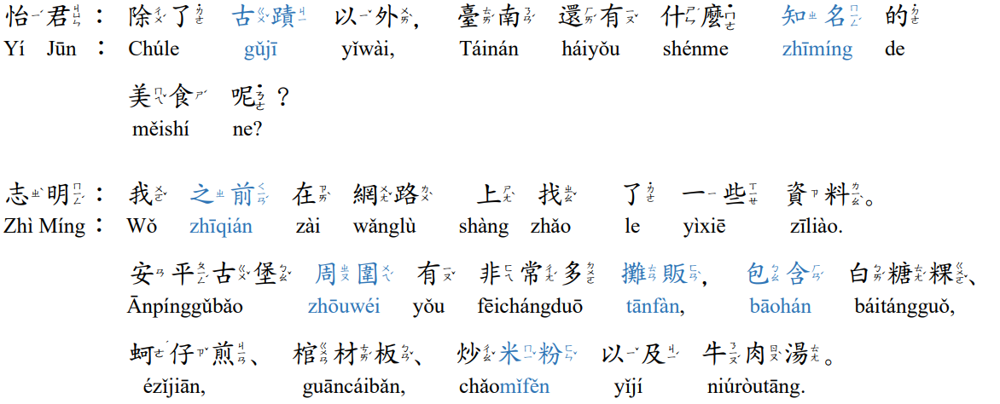 怡君：除了古蹟以外，臺南還有什麼知名的
Yí Jūn：Chúle gǔjī yǐwài, Táinán háiyǒu shénme zhīmíng de
美食呢？
měishí ne?
志明：我之前在網路上找了一些資料。
Zhì Míng：Wǒ zhīqián zài wǎnglù shàng zhǎo le yìxiē zīliào.
安平古堡周圍有非常多攤販，包含白糖粿、
Ānpínggǔbǎo zhōuwéi yǒu fēichángduō tānfàn, bāohán báitángguǒ,
蚵仔煎、棺材板、炒米粉以及牛肉湯。
ézǐjiān, guāncáibǎn, chǎomǐfěn yǐjí niúròutāng.